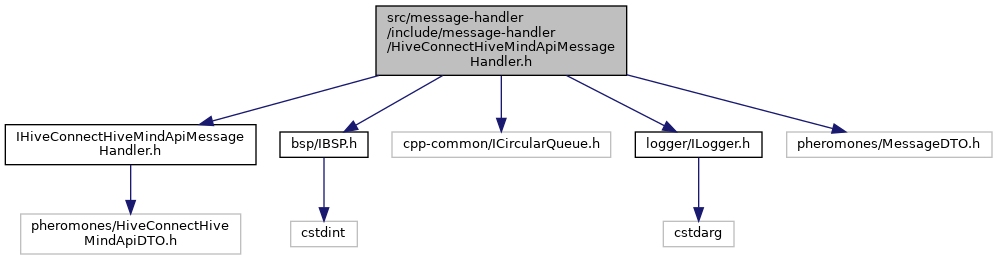 src/message-handler
/include/message-handler
/HiveConnectHiveMindApiMessage
Handler.h
IHiveConnectHiveMindApiMessage
Handler.h
bsp/IBSP.h
cpp-common/ICircularQueue.h
logger/ILogger.h
pheromones/MessageDTO.h
pheromones/HiveConnectHive
MindApiDTO.h
cstdint
cstdarg